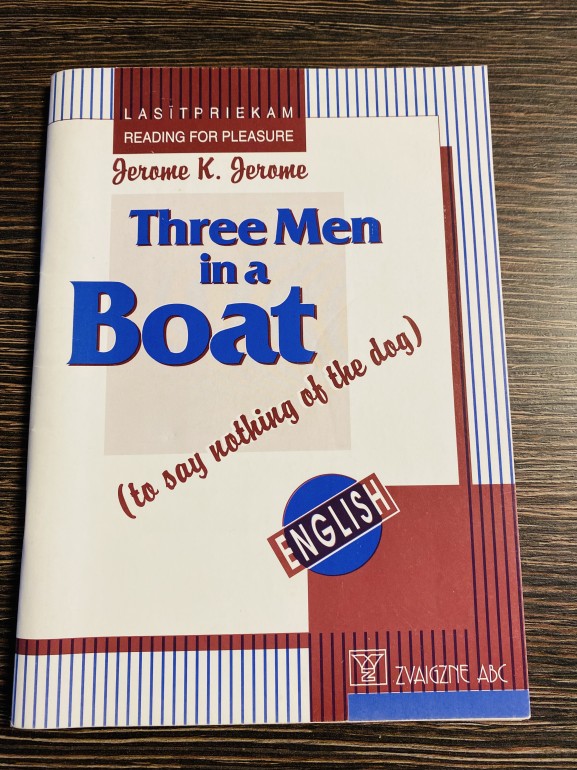 LASĪTPRIEKAM
READING FOR PLEASURE
Jerome K. Jerome
Three Men
in a
Boat
(to say nothing of the dog)
ENGLISH
ZVAIGZNE ABC